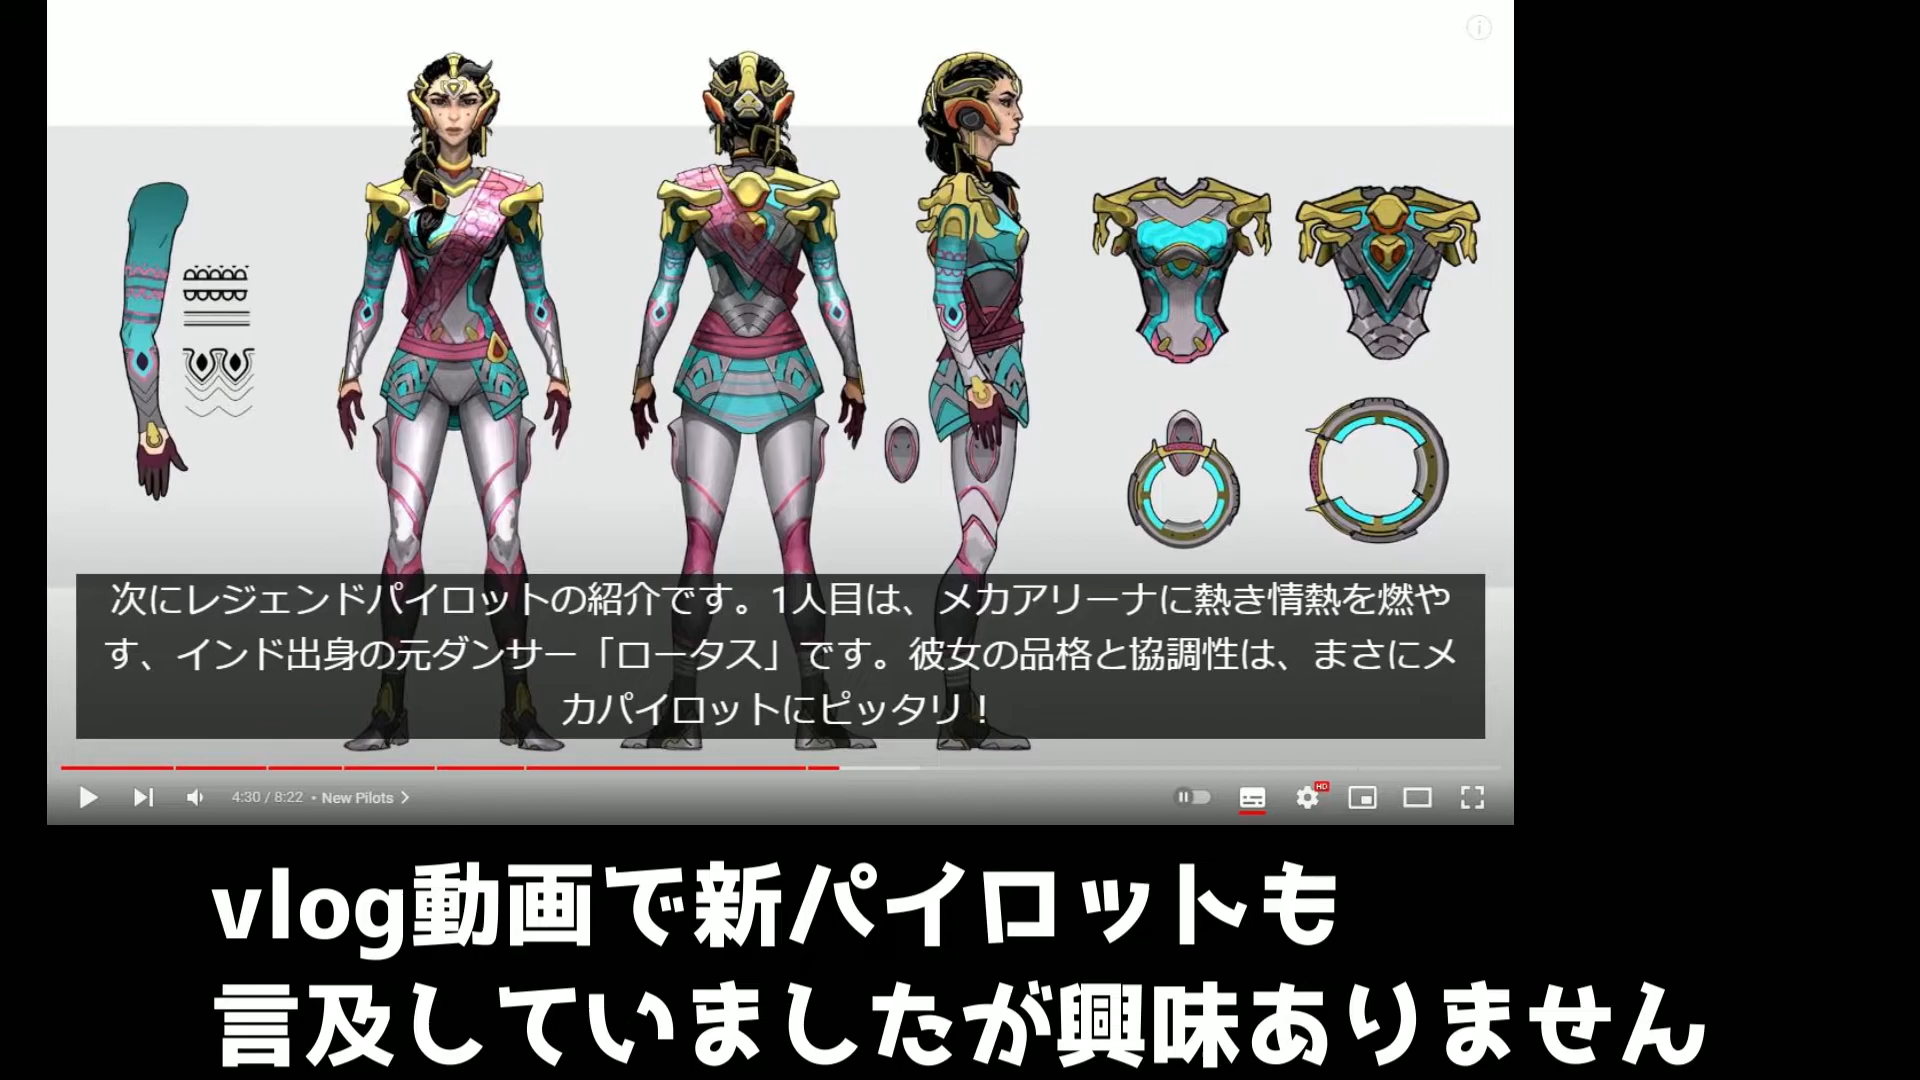 次にレジェンドパイロットの紹介です。1人目は、メカアリーナに熱き情熱を燃や
す、インド出身の元ダンサー「ロータス」です。彼女の品格と協調性は、まさにメ
カパイロットにピッタリ！
4:30 / 8:22 • New Pilots
HD
vlog動画で新パイロットも
言及していましたが興味ありません